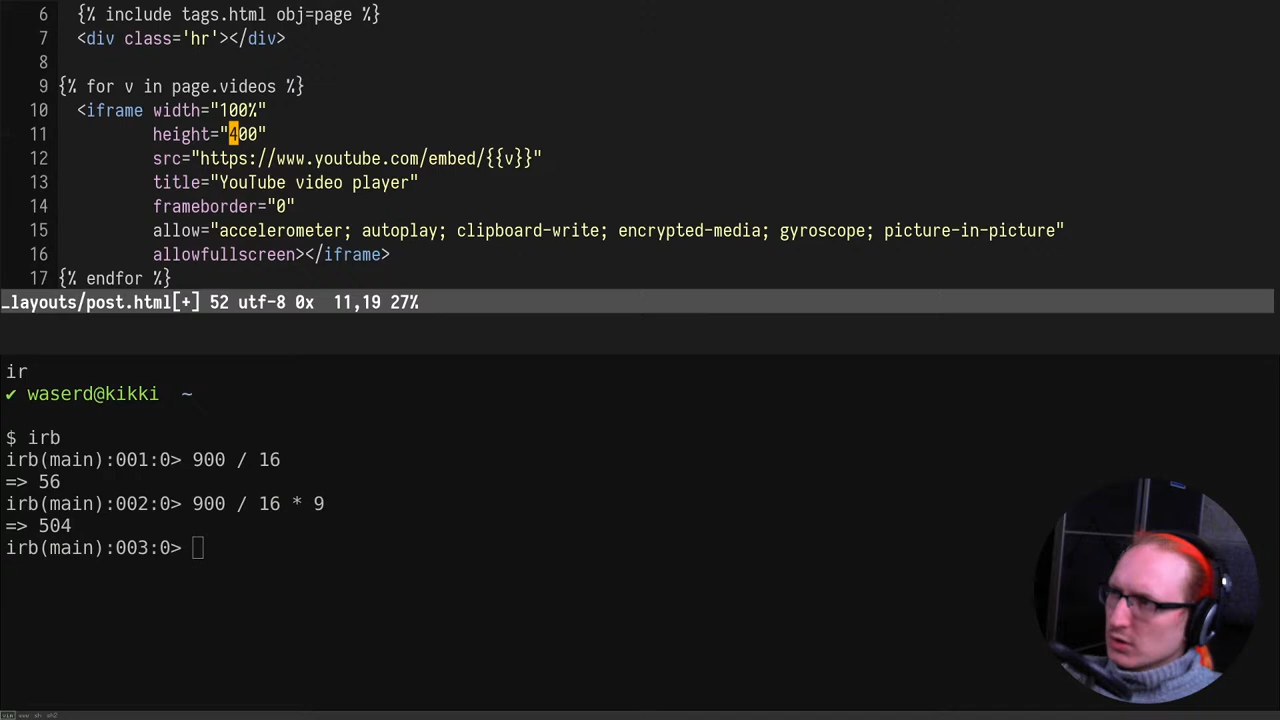 6 {% include tags.html obj=page %}
7 <div class='hr'></div>
8
9 {% for v in page.videos %}
10 <iframe width="100%"
11 height="400"
12 src="https://www.youtube.com/embed/{{v}}"
13 title="YouTube video player"
14 frameborder="0"
15 allow="accelerometer; autoplay; clipboard-write; encrypted-media; gyroscope; picture-in-picture"
16 allowfullscreen></iframe>
17 {% endfor %}
_layouts/post.html[+] 52 utf-8 0x 11,19 27%
ir
✔ waserd@kikki ~
$ irb
irb(main):001:0> 900 / 16
=> 56
irb(main):002:0> 900 / 16 * 9
=> 504
irb(main):003:0>